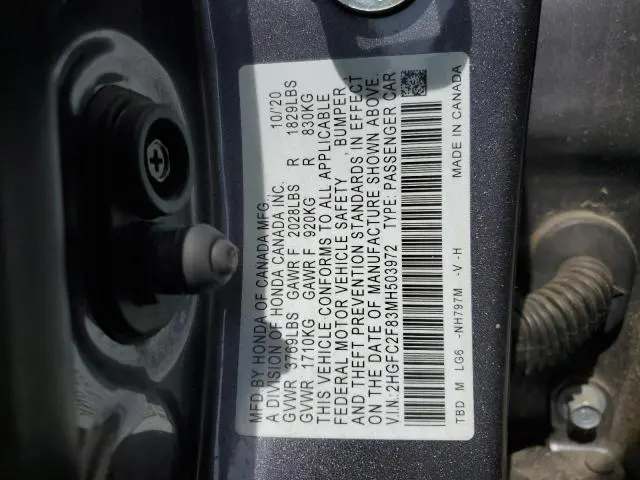 MFD BY HONDA OF CANADA MFG. 10/'20
A DIVISION OF HONDA CANADA INC.
GVWR 3769LBS GAWR F 2028LBS R 1829LBS
GVWR 1710KG GAWR F 920KG R 830KG
THIS VEHICLE CONFORMS TO ALL APPLICABLE
FEDERAL MOTOR VEHICLE SAFETY , BUMPER ,
AND THEFT PREVENTION STANDARDS IN EFFECT
ON THE DATE OF MANUFACTURE SHOWN ABOVE.
V.I.N: 2HGFC2F83MH503972 TYPE: PASSENGER CAR
TBD M LG6 -NH797M -V -H MADE IN CANADA